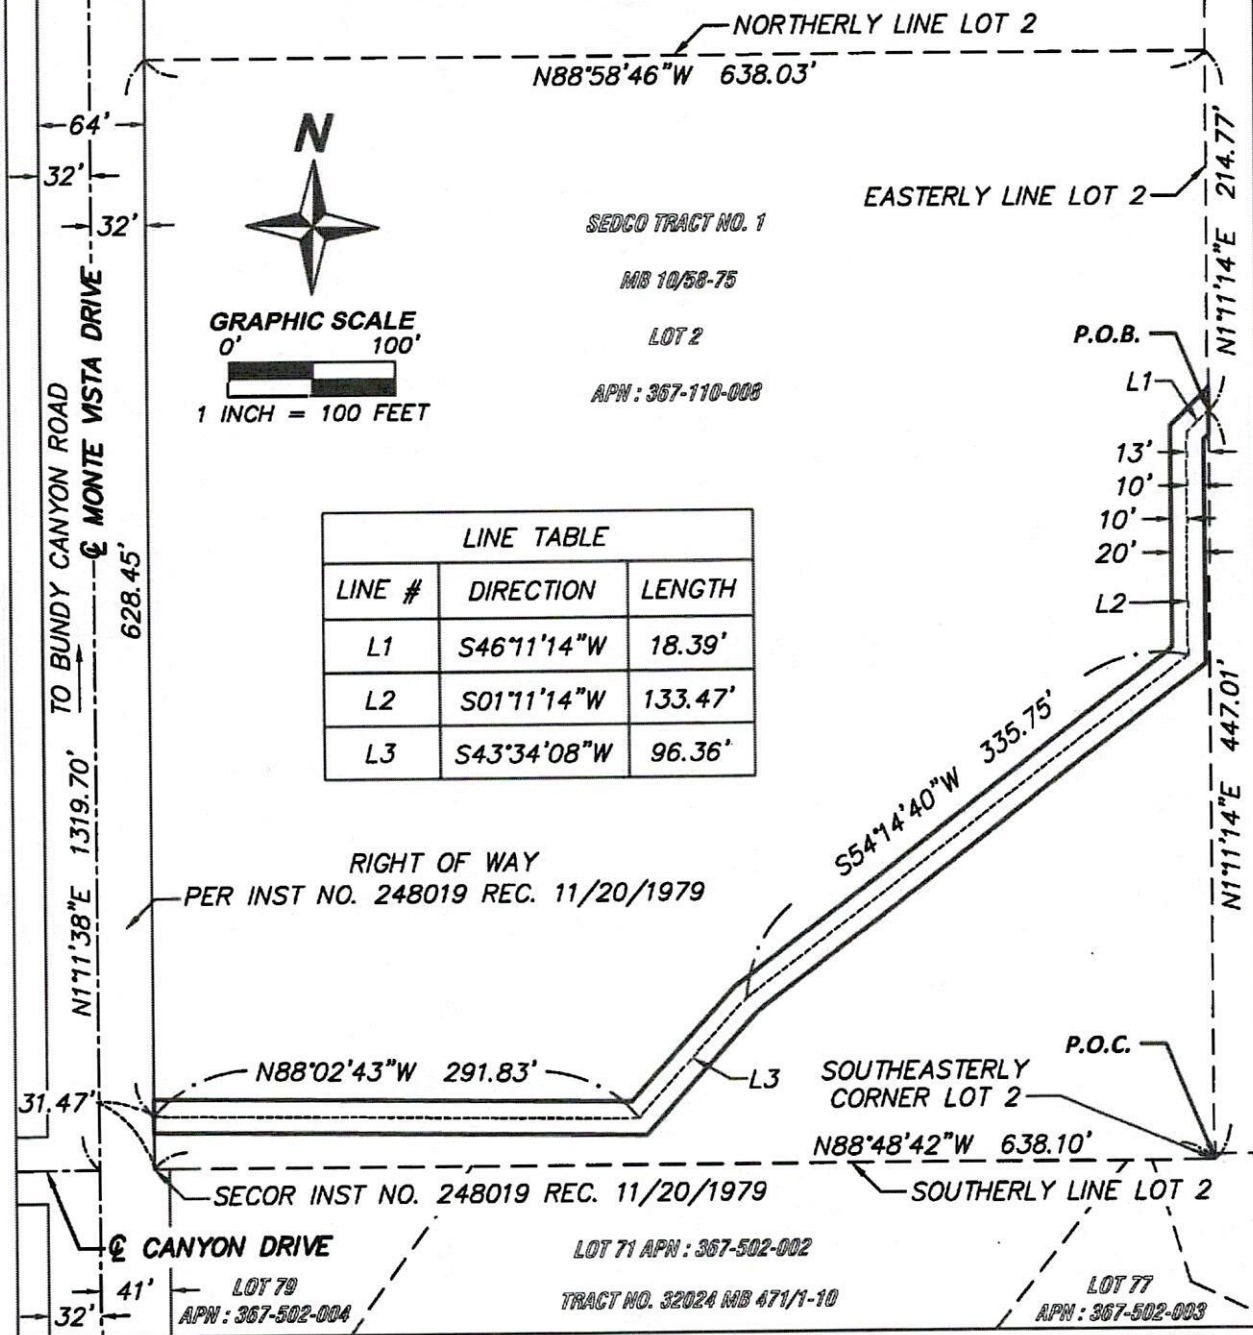 NORTHERLY LINE LOT 2
N88°58'46"W 638.03'
64'
32'
32'
N
GRAPHIC SCALE
0' 100'
1 INCH = 100 FEET
SEDCO TRACT NO. 1
MB 10/58-75
LOT 2
APN : 367-110-008
EASTERLY LINE LOT 2
N1°11'14"E 214.77'
P.O.B.
L1
13'
10'
10'
20'
L2
TO BUNDY CANYON ROAD
℄ MONTE VISTA DRIVE
628.45'
N1°11'38"E 1319.70'
LINE TABLE
LINE # DIRECTION LENGTH
L1 S46°11'14"W 18.39'
L2 S01°11'14"W 133.47'
L3 S43°34'08"W 96.36'
S54°14'40"W 335.75'
N1°11'14"E 447.01'
RIGHT OF WAY
PER INST NO. 248019 REC. 11/20/1979
N88°02'43"W 291.83'
L3
31.47'
P.O.C.
SOUTHEASTERLY
CORNER LOT 2
N88°48'42"W 638.10'
SECOR INST NO. 248019 REC. 11/20/1979
SOUTHERLY LINE LOT 2
℄ CANYON DRIVE
41'
32'
LOT 79
APN : 367-502-004
LOT 71 APN : 367-502-002
TRACT NO. 32024 MB 471/1-10
LOT 77
APN : 367-502-003